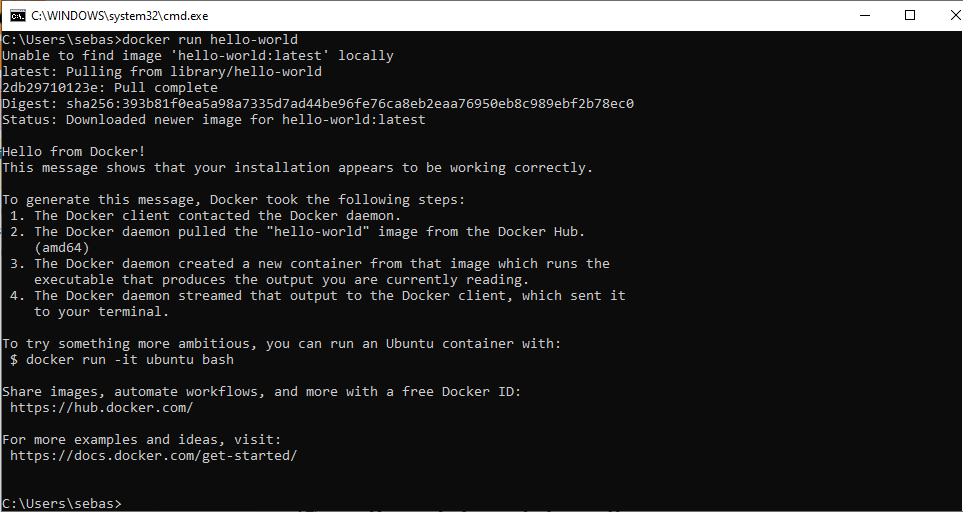 C:\WINDOWS\system32\cmd.exe
C:\Users\sebas>docker run hello-world
Unable to find image 'hello-world:latest' locally
latest: Pulling from library/hello-world
2db29710123e: Pull complete
Digest: sha256:393b81f0ea5a98a7335d7ad44be96fe76ca8eb2eaa76950eb8c989ebf2b78ec0
Status: Downloaded newer image for hello-world:latest

Hello from Docker!
This message shows that your installation appears to be working correctly.

To generate this message, Docker took the following steps:
 1. The Docker client contacted the Docker daemon.
 2. The Docker daemon pulled the "hello-world" image from the Docker Hub.
    (amd64)
 3. The Docker daemon created a new container from that image which runs the
    executable that produces the output you are currently reading.
 4. The Docker daemon streamed that output to the Docker client, which sent it
    to your terminal.

To try something more ambitious, you can run an Ubuntu container with:
 $ docker run -it ubuntu bash

Share images, automate workflows, and more with a free Docker ID:
 https://hub.docker.com/

For more examples and ideas, visit:
 https://docs.docker.com/get-started/

C:\Users\sebas>